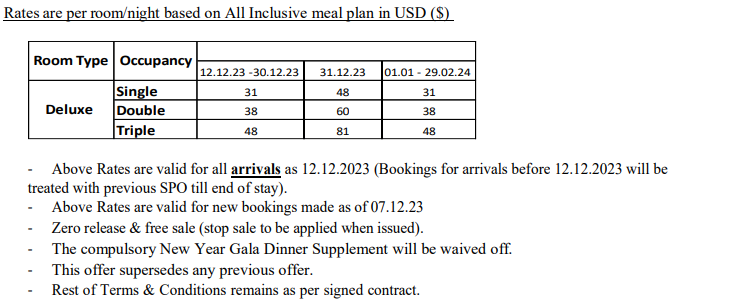 Rates are per room/night based on All Inclusive meal plan in USD ($)
Room Type Occupancy
12.12.23 -30.12.23 31.12.23 01.01 - 29.02.24
Single 31 48 31
Deluxe Double 38 60 38
Triple 48 81 48
- Above Rates are valid for all arrivals as 12.12.2023 (Bookings for arrivals before 12.12.2023 will be
treated with previous SPO till end of stay).
- Above Rates are valid for new bookings made as of 07.12.23
- Zero release & free sale (stop sale to be applied when issued).
- The compulsory New Year Gala Dinner Supplement will be waived off.
- This offer supersedes any previous offer.
- Rest of Terms & Conditions remains as per signed contract.